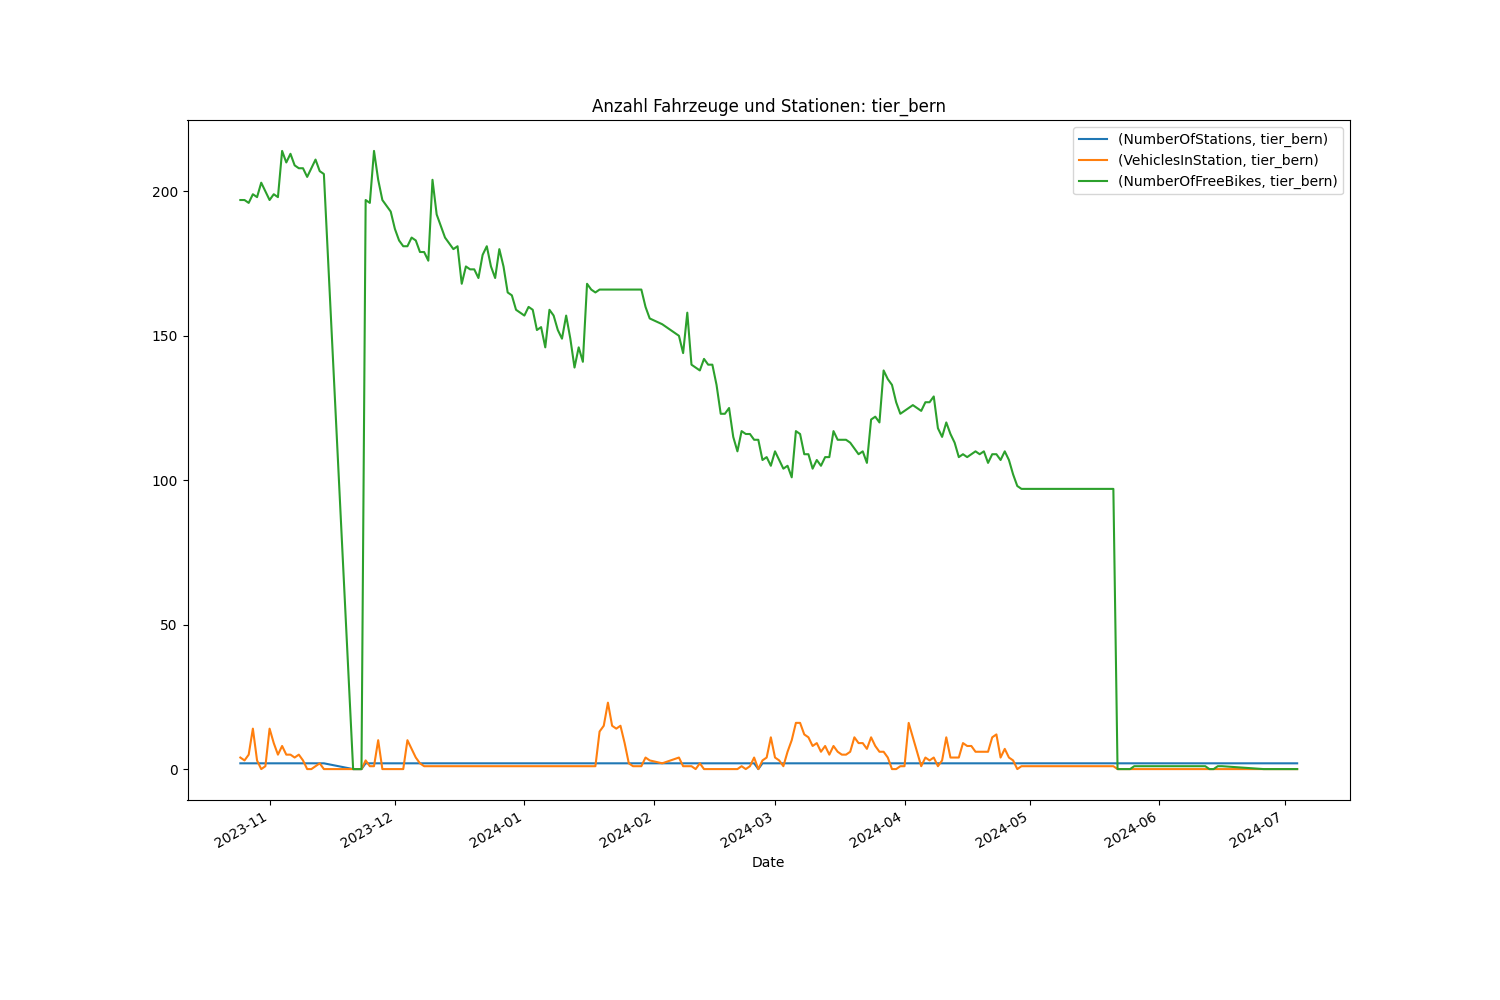 Anzahl Fahrzeuge und Stationen: tier_bern
(NumberOfStations, tier_bern)
(VehiclesInStation, tier_bern)
(NumberOfFreeBikes, tier_bern)
200
150
100
50
0
2023-11
2023-12
2024-01
2024-02
2024-03
2024-04
2024-05
2024-06
2024-07
Date